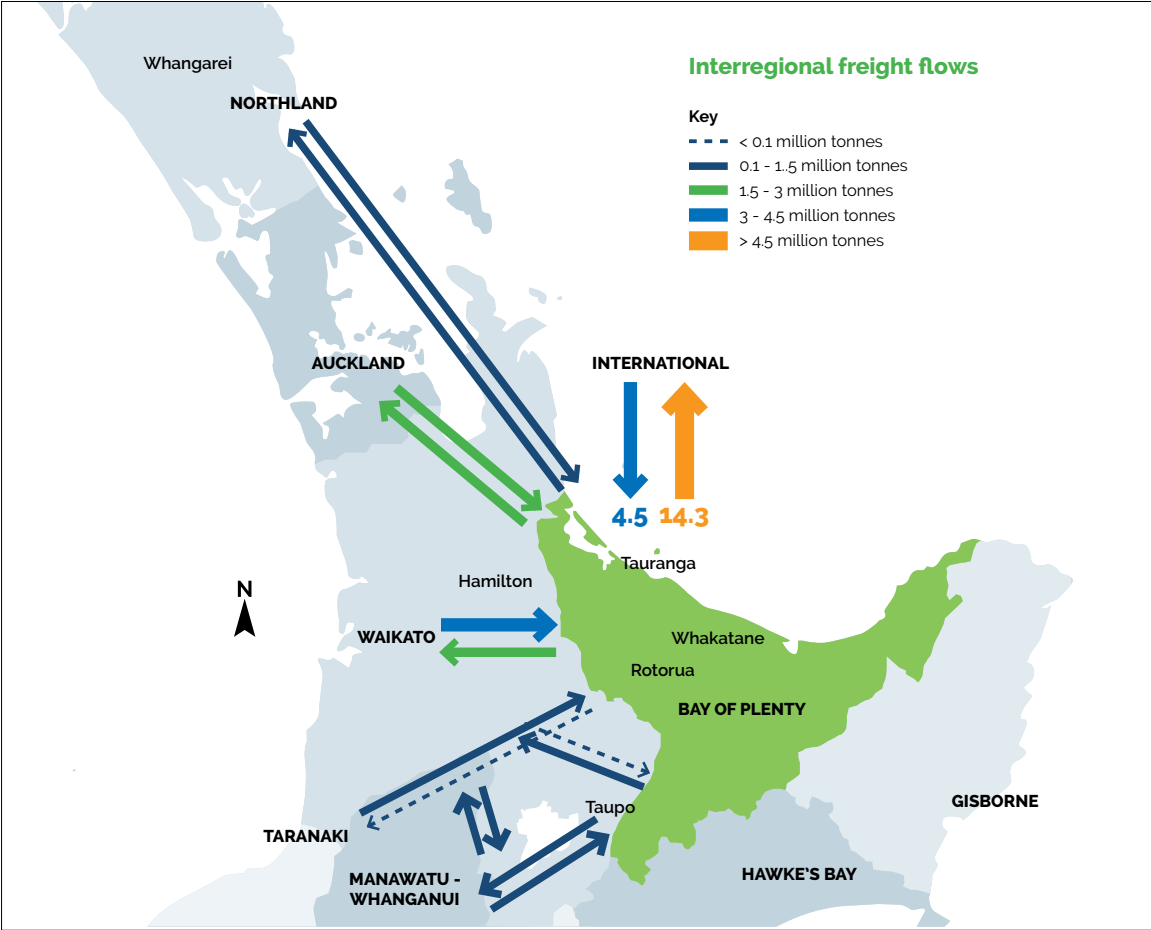 Whangarei
NORTHLAND
Interregional freight flows
Key
< 0.1 million tonnes
0.1 - 1..5 million tonnes
1.5 - 3 million tonnes
3 - 4.5 million tonnes
> 4.5 million tonnes
AUCKLAND
INTERNATIONAL
4.5
14.3
Tauranga
Hamilton
N
WAIKATO
Whakatane
Rotorua
BAY OF PLENTY
Taupo
GISBORNE
TARANAKI
MANAWATU -
WHANGANUI
HAWKE‛S BAY